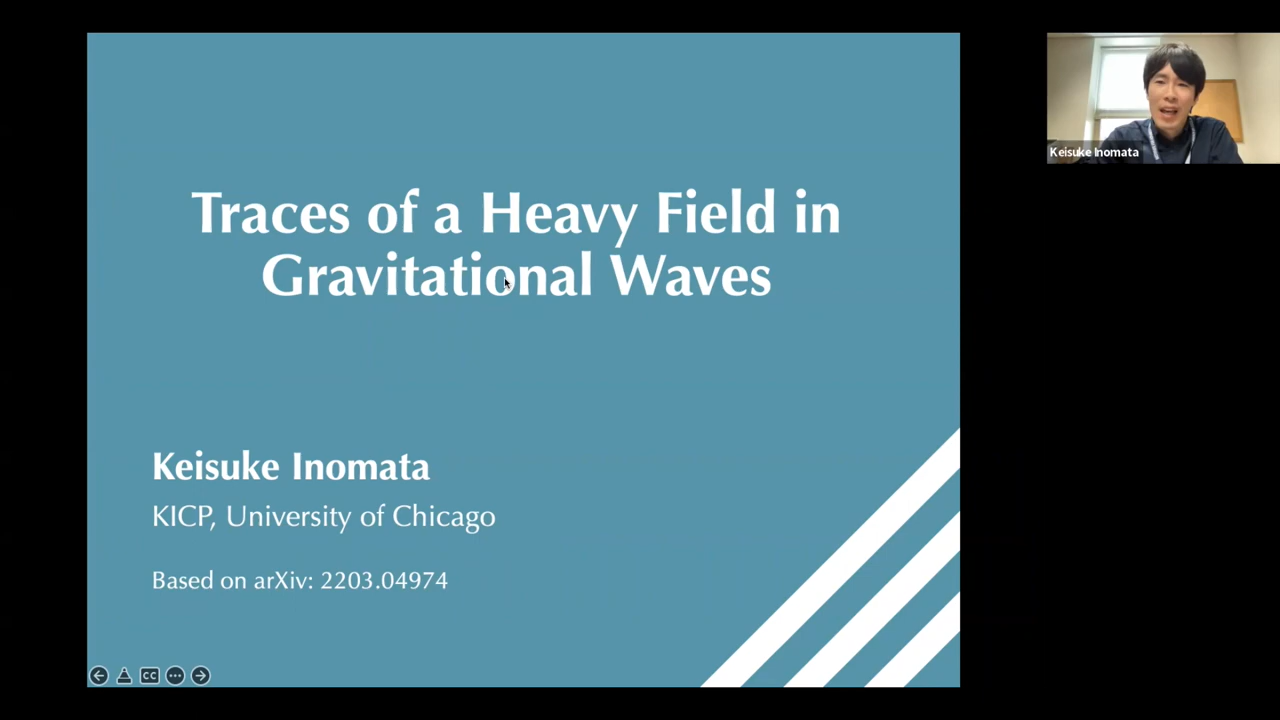 Traces of a Heavy Field in
Gravitational Waves
Keisuke Inomata
KICP, University of Chicago
Based on arXiv: 2203.04974
CC
Keisuke Inomata